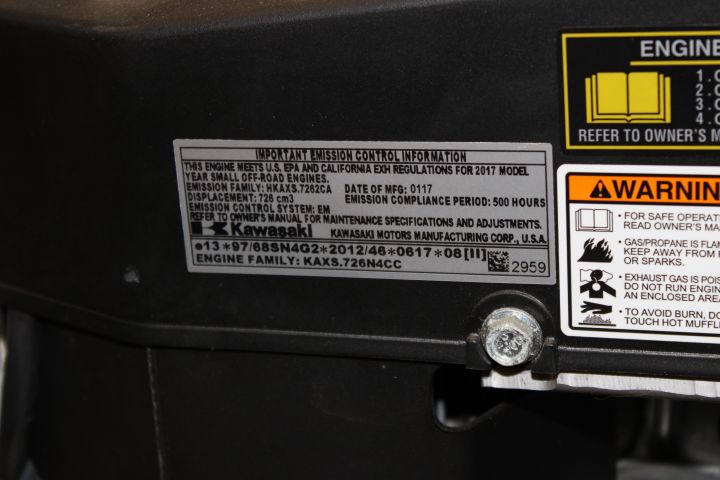 IMPORTANT EMISSION CONTROL INFORMATION
THIS ENGINE MEETS U.S. EPA AND CALIFORNIA EXH REGULATIONS FOR 2017 MODEL
YEAR SMALL OFF-ROAD ENGINES.
EMISSION FAMILY: HKAXS.7262CA DATE OF MFG: 0117
DISPLACEMENT: 726 cm3 EMISSION COMPLIANCE PERIOD: 500 HOURS
EMISSION CONTROL SYSTEM: EM
REFER TO OWNER'S MANUAL FOR MAINTENANCE SPECIFICATIONS AND ADJUSTMENTS.
Kawasaki KAWASAKI MOTORS MANUFACTURING CORP., U.S.A.
e13*97/68SN4G2*2012/46*0617*08[II]
ENGINE FAMILY: KAXS.726N4CC 2959
ENGINE
1.
2.
3.
4.
REFER TO OWNER'S M
WARNIN
• FOR SAFE OPERAT
READ OWNER'S MA
• GAS/PROPANE IS FLAM
KEEP AWAY FROM F
OR SPARKS.
• EXHAUST GAS IS POIS
DO NOT RUN ENGIN
AN ENCLOSED AREA
• TO AVOID BURN, DO
TOUCH HOT MUFFL